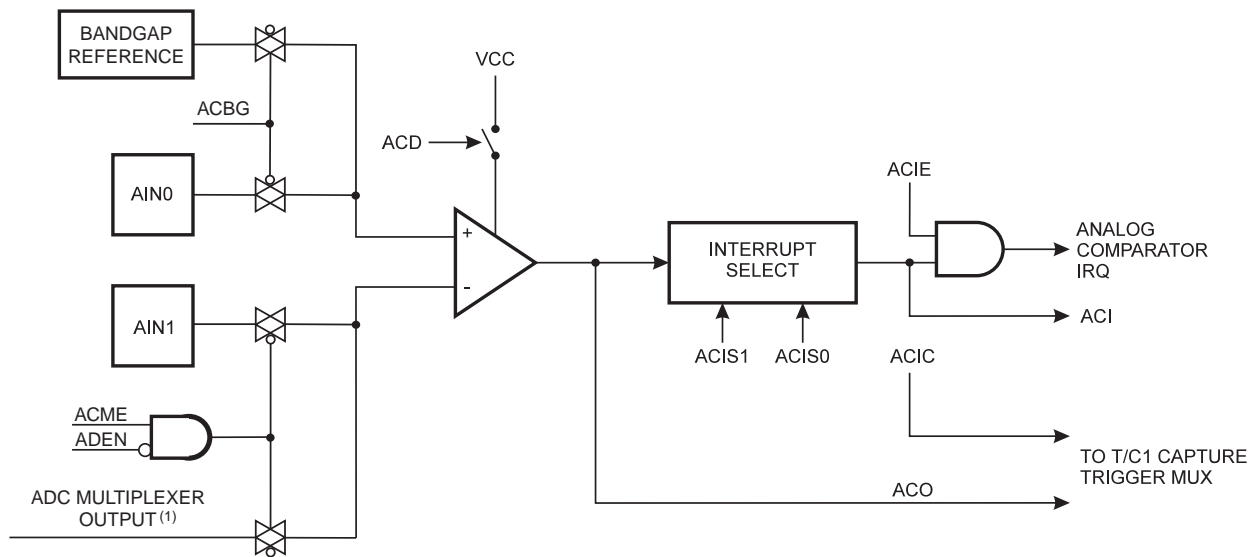 BANDGAP
REFERENCE
ACBG
VCC
ACD
AIN0
ACIE
+
-
INTERRUPT
SELECT
ANALOG
COMPARATOR
IRQ
AIN1
ACI
ACIS1
ACIS0
ACIC
ACME
ADEN
TO T/C1 CAPTURE
TRIGGER MUX
ADC MULTIPLEXER
OUTPUT (1)
ACO